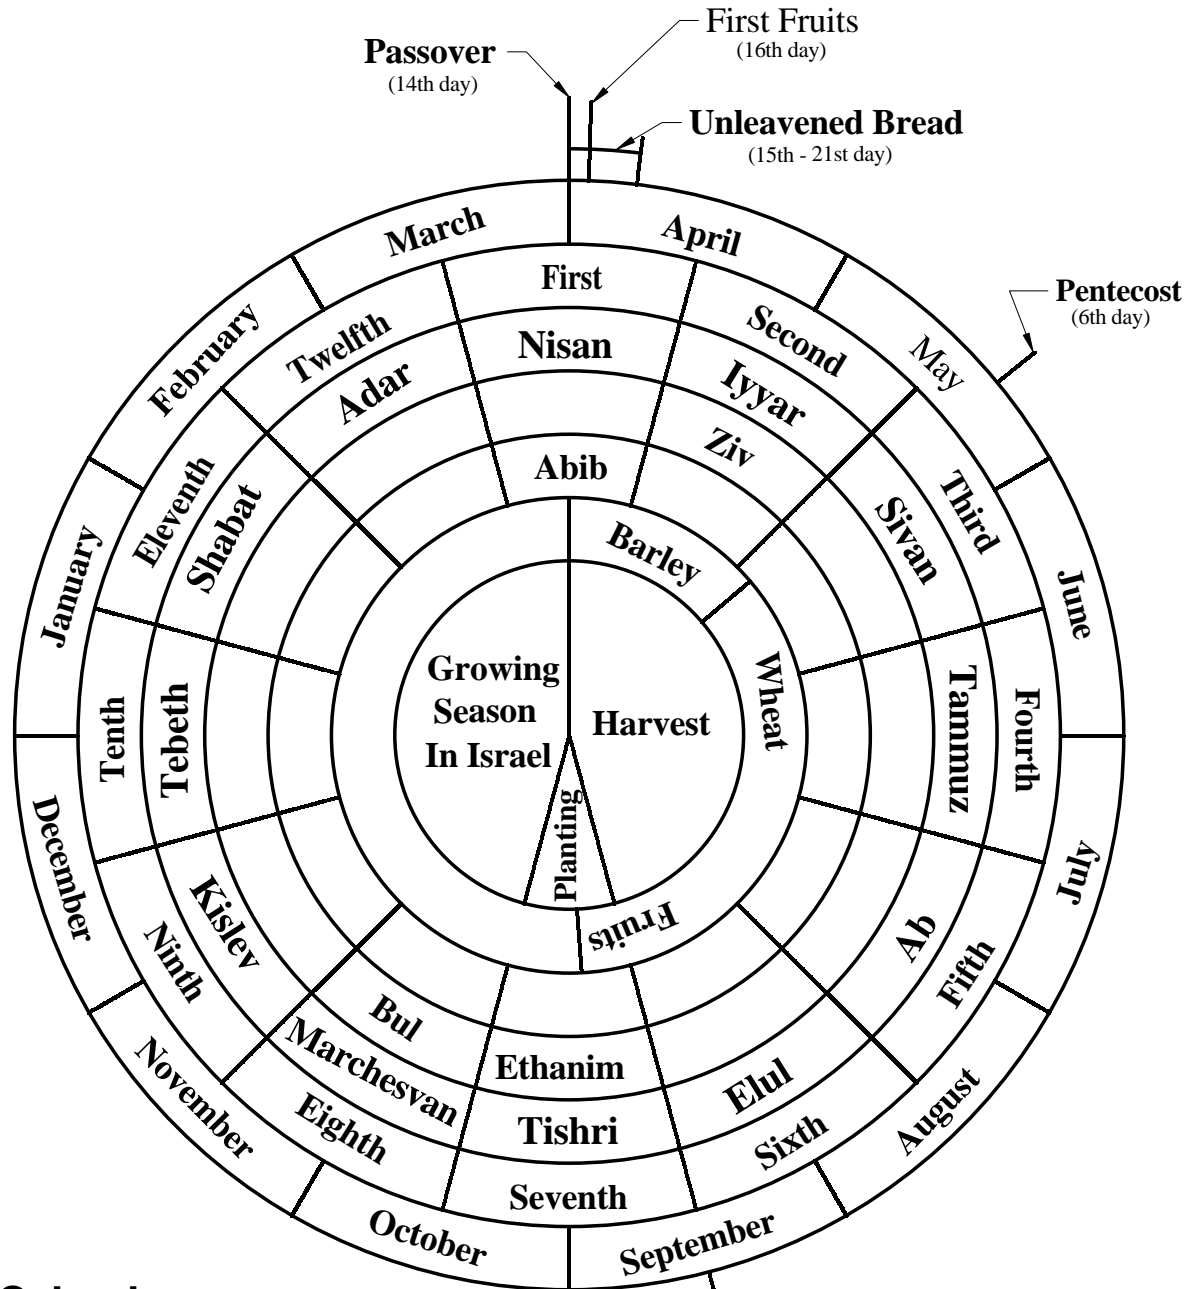 First Fruits
(16th day)
Passover
(14th day)
Unleavened Bread
(15th - 21st day)
Pentecost
(6th day)
March
April
May
June
July
August
September
October
November
December
January
February
First
Second
Third
Fourth
Fifth
Sixth
Seventh
Eighth
Ninth
Tenth
Eleventh
Twelfth
Nisan
Iyyar
Sivan
Tammuz
Ab
Elul
Tishri
Marchesvan
Kislev
Tebeth
Shabat
Adar
Abib
Ziv
Ethanim
Bul
Barley
Wheat
Fruits
Growing
Season
In Israel
Harvest
Planting